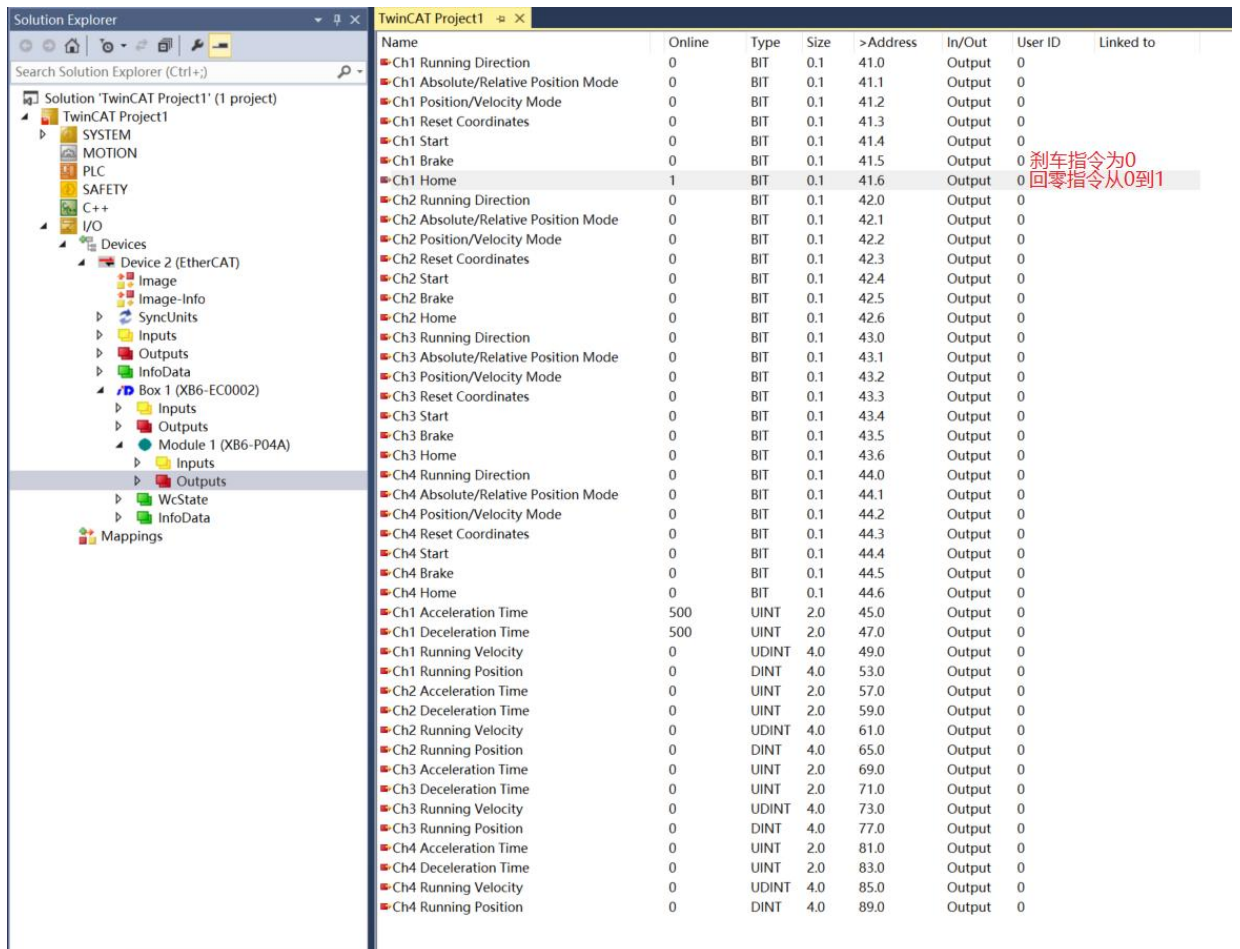 Solution Explorer
Search Solution Explorer (Ctrl+;)
Solution 'TwinCAT Project1' (1 project)
TwinCAT Project1
SYSTEM
MOTION
PLC
SAFETY
C++
I/O
Devices
Device 2 (EtherCAT)
Image
Image-Info
SyncUnits
Inputs
Outputs
InfoData
Box 1 (XB6-EC0002)
Inputs
Outputs
Module 1 (XB6-P04A)
Inputs
Outputs
WcState
InfoData
Mappings
TwinCAT Project1
Name Online Type Size >Address In/Out User ID Linked to
Ch1 Running Direction 0 BIT 0.1 41.0 Output 0
Ch1 Absolute/Relative Position Mode 0 BIT 0.1 41.1 Output 0
Ch1 Position/Velocity Mode 0 BIT 0.1 41.2 Output 0
Ch1 Reset Coordinates 0 BIT 0.1 41.3 Output 0
Ch1 Start 0 BIT 0.1 41.4 Output 0
Ch1 Brake 0 BIT 0.1 41.5 Output 0 刹车指令为0
Ch1 Home 1 BIT 0.1 41.6 Output 0 回零指令从0到1
Ch2 Running Direction 0 BIT 0.1 42.0 Output 0
Ch2 Absolute/Relative Position Mode 0 BIT 0.1 42.1 Output 0
Ch2 Position/Velocity Mode 0 BIT 0.1 42.2 Output 0
Ch2 Reset Coordinates 0 BIT 0.1 42.3 Output 0
Ch2 Start 0 BIT 0.1 42.4 Output 0
Ch2 Brake 0 BIT 0.1 42.5 Output 0
Ch2 Home 0 BIT 0.1 42.6 Output 0
Ch3 Running Direction 0 BIT 0.1 43.0 Output 0
Ch3 Absolute/Relative Position Mode 0 BIT 0.1 43.1 Output 0
Ch3 Position/Velocity Mode 0 BIT 0.1 43.2 Output 0
Ch3 Reset Coordinates 0 BIT 0.1 43.3 Output 0
Ch3 Start 0 BIT 0.1 43.4 Output 0
Ch3 Brake 0 BIT 0.1 43.5 Output 0
Ch3 Home 0 BIT 0.1 43.6 Output 0
Ch4 Running Direction 0 BIT 0.1 44.0 Output 0
Ch4 Absolute/Relative Position Mode 0 BIT 0.1 44.1 Output 0
Ch4 Position/Velocity Mode 0 BIT 0.1 44.2 Output 0
Ch4 Reset Coordinates 0 BIT 0.1 44.3 Output 0
Ch4 Start 0 BIT 0.1 44.4 Output 0
Ch4 Brake 0 BIT 0.1 44.5 Output 0
Ch4 Home 0 BIT 0.1 44.6 Output 0
Ch1 Acceleration Time 500 UINT 2.0 45.0 Output 0
Ch1 Deceleration Time 500 UINT 2.0 47.0 Output 0
Ch1 Running Velocity 0 UDINT 4.0 49.0 Output 0
Ch1 Running Position 0 DINT 4.0 53.0 Output 0
Ch2 Acceleration Time 0 UINT 2.0 57.0 Output 0
Ch2 Deceleration Time 0 UINT 2.0 59.0 Output 0
Ch2 Running Velocity 0 UDINT 4.0 61.0 Output 0
Ch2 Running Position 0 DINT 4.0 65.0 Output 0
Ch3 Acceleration Time 0 UINT 2.0 69.0 Output 0
Ch3 Deceleration Time 0 UINT 2.0 71.0 Output 0
Ch3 Running Velocity 0 UDINT 4.0 73.0 Output 0
Ch3 Running Position 0 DINT 4.0 77.0 Output 0
Ch4 Acceleration Time 0 UINT 2.0 81.0 Output 0
Ch4 Deceleration Time 0 UINT 2.0 83.0 Output 0
Ch4 Running Velocity 0 UDINT 4.0 85.0 Output 0
Ch4 Running Position 0 DINT 4.0 89.0 Output 0